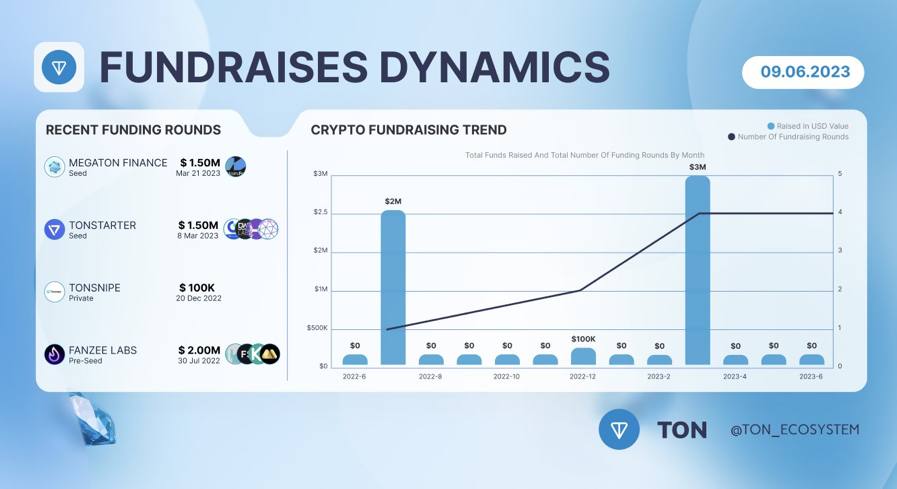 FUNDRAISES DYNAMICS
09.06.2023
RECENT FUNDING ROUNDS
MEGATON FINANCE $ 1.50M
Seed Mar 21 2023
TONSTARTER $ 1.50M
Seed 8 Mar 2023
TONSNIPE $ 100K
Private 20 Dec 2022
FANZEE LABS $ 2.00M
Pre-Seed 30 Jul 2022
CRYPTO FUNDRAISING TREND
Raised In USD Value
Number Of Fundraising Rounds
Total Funds Raised And Total Number Of Funding Rounds By Month
$3M
$3M 5
$2M
$2.5 4
$2M 3
$1M 2
$100K
$500K 1
$0 $0 $0 $0 $0 $0 $0 $0 $0 $0
$0 0
2022-6 2022-8 2022-10 2022-12 2023-2 2023-4 2023-6
TON @TON_ECOSYSTEM